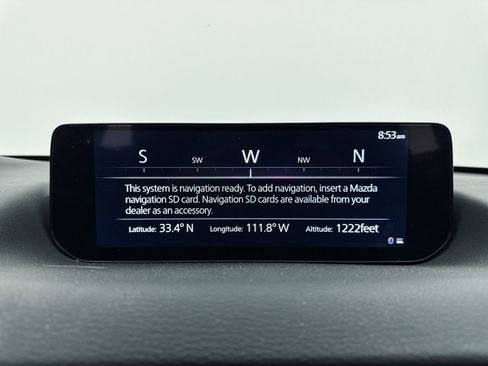 8:53am
S SW W NW N
This system is navigation ready. To add navigation, insert a Mazda
navigation SD card. Navigation SD cards are available from your
dealer as an accessory.
Latitude: 33.4° N Longitude: 111.8° W Altitude: 1222feet